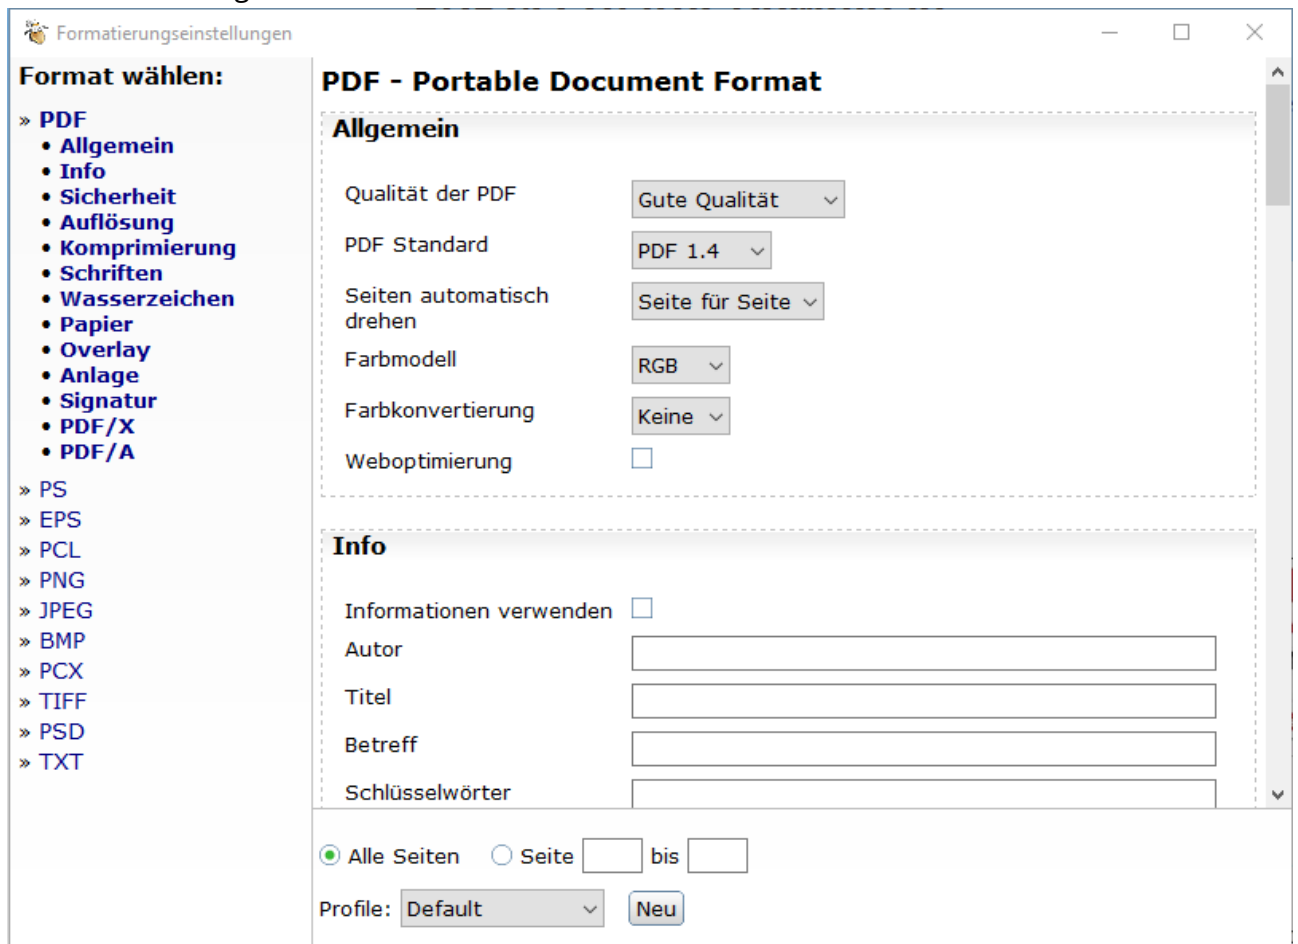 Formatierungseinstellungen
Format wählen:
» PDF
• Allgemein
• Info
• Sicherheit
• Auflösung
• Komprimierung
• Schriften
• Wasserzeichen
• Papier
• Overlay
• Anlage
• Signatur
• PDF/X
• PDF/A
» PS
» EPS
» PCL
» PNG
» JPEG
» BMP
» PCX
» TIFF
» PSD
» TXT
PDF - Portable Document Format
Allgemein
Qualität der PDF Gute Qualität
PDF Standard PDF 1.4
Seiten automatisch
drehen Seite für Seite
Farbmodell RGB
Farbkonvertierung Keine
Weboptimierung
Info
Informationen verwenden
Autor
Titel
Betreff
Schlüsselwörter
Alle Seiten Seite bis
Profile: Default Neu